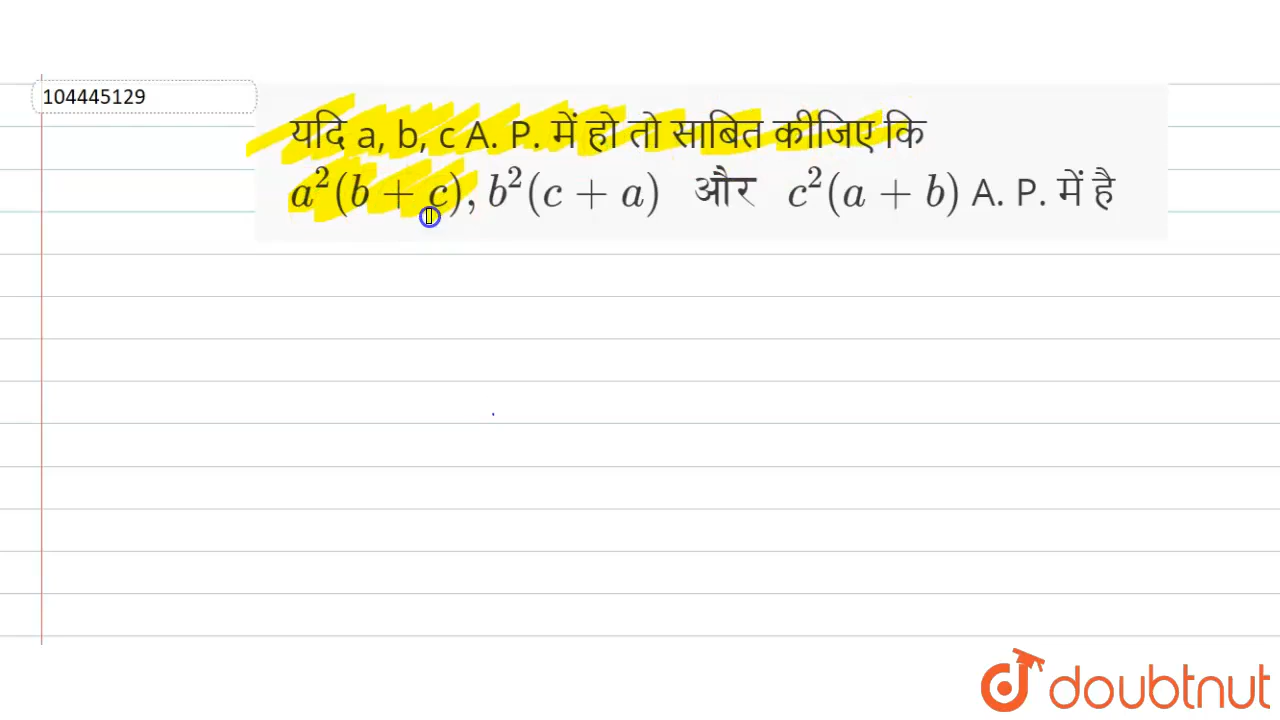 104445129
यदि a, b, c A. P. में हो तो साबित कीजिए कि
a²(b + c), b²(c + a) और c²(a + b) A. P. में है
doubtnut